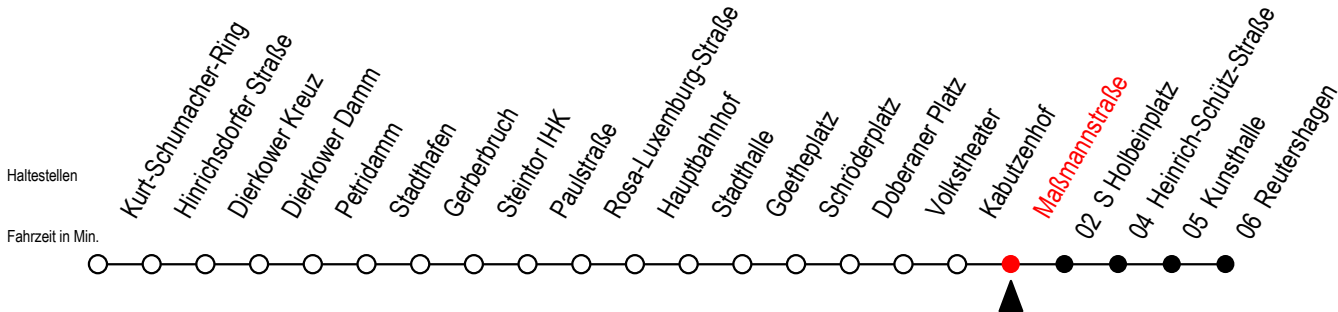 Haltestellen
Kurt-Schumacher-Ring
Hinrichsdorfer Straße
Dierkower Kreuz
Dierkower Damm
Petridamm
Stadthafen
Gerberbruch
Steintor IHK
Paulstraße
Rosa-Luxemburg-Straße
Hauptbahnhof
Stadthalle
Goetheplatz
Schröderplatz
Doberaner Platz
Volkstheater
Kabutzenhof
Maßmannstraße
02 S Holbeinplatz
04 Heinrich-Schütz-Straße
05 Kunsthalle
06 Reutershagen
Fahrzeit in Min.